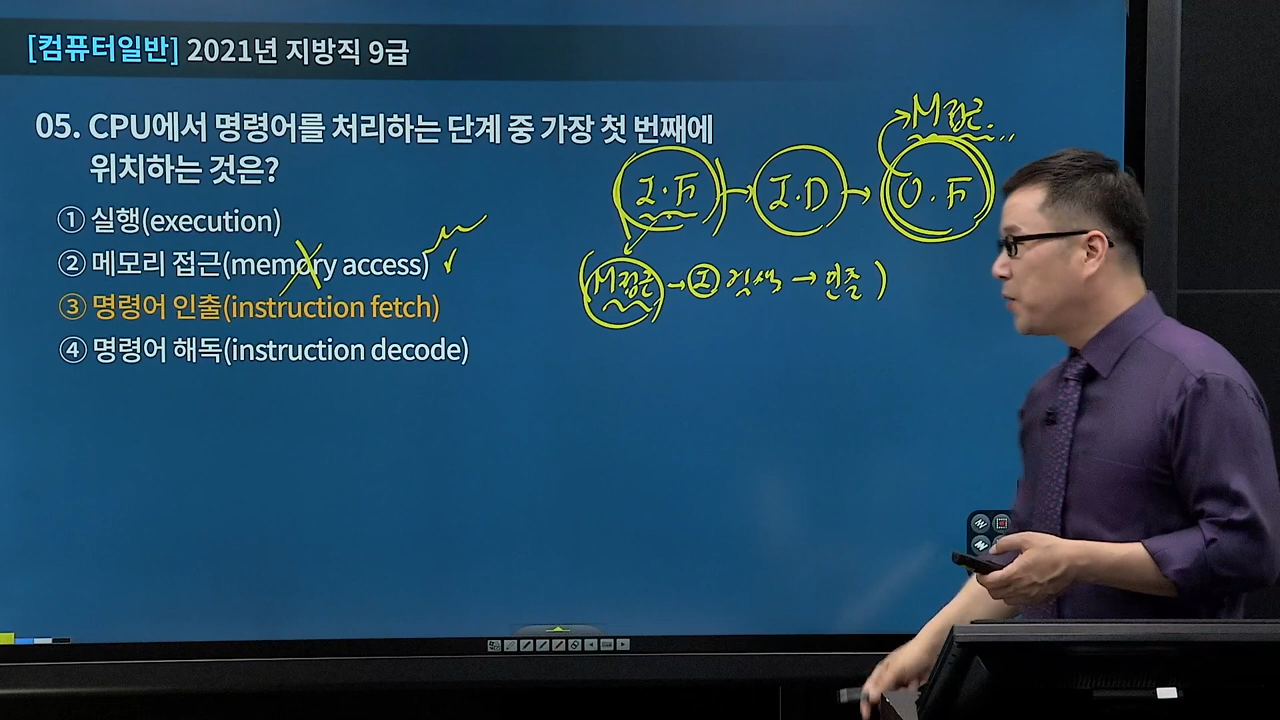 [컴퓨터일반] 2021년 지방직 9급
05. CPU에서 명령어를 처리하는 단계 중 가장 첫 번째에
위치하는 것은?
① 실행(execution)
② 메모리 접근(memory access)
③ 명령어 인출(instruction fetch)
④ 명령어 해독(instruction decode)
M접근...
I·F → I·D → O·F
(M접근 → I 검색 → 인출)